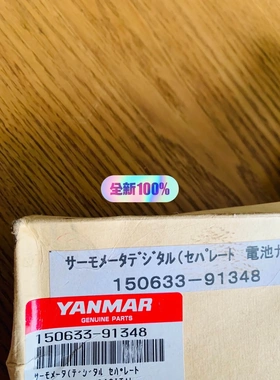 全新100%
サーモメータデジタル(セパレート 電池
150633-91348
YANMAR
GENUINE PARTS
150633-91348
サーモメータ(デジタル セパレート